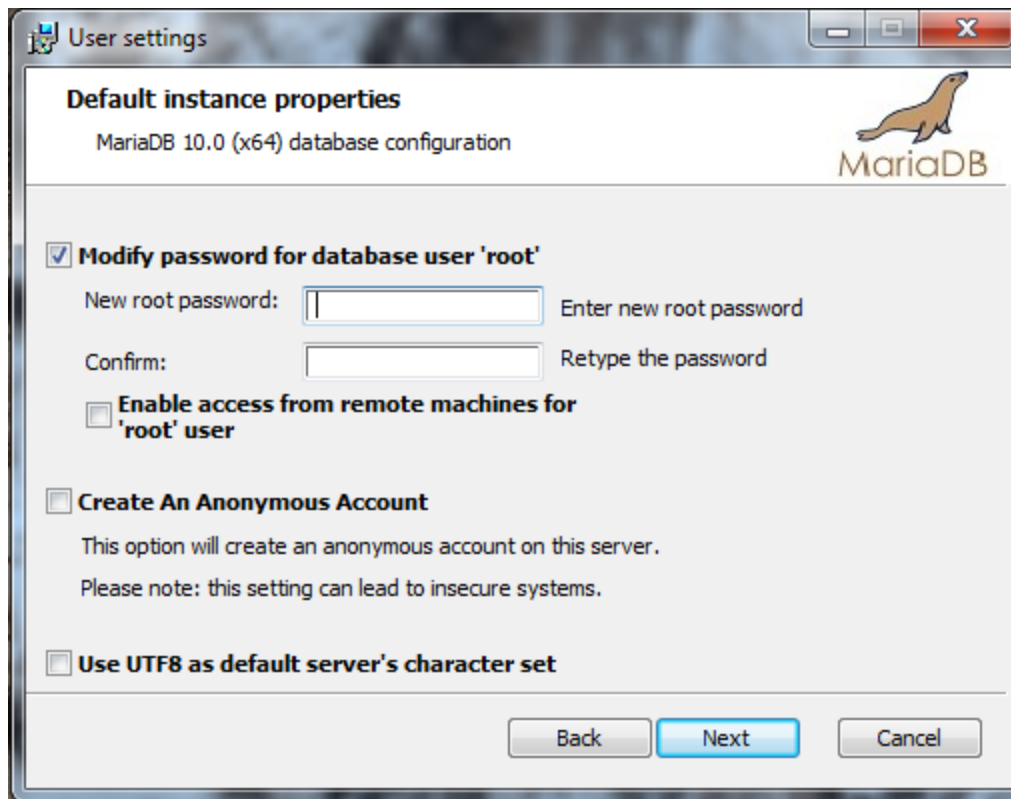 User settings
Default instance properties
MariaDB 10.0 (x64) database configuration
MariaDB
Modify password for database user 'root'
New root password:
Enter new root password
Confirm:
Retype the password
Enable access from remote machines for
'root' user
Create An Anonymous Account
This option will create an anonymous account on this server.
Please note: this setting can lead to insecure systems.
Use UTF8 as default server's character set
Back
Next
Cancel